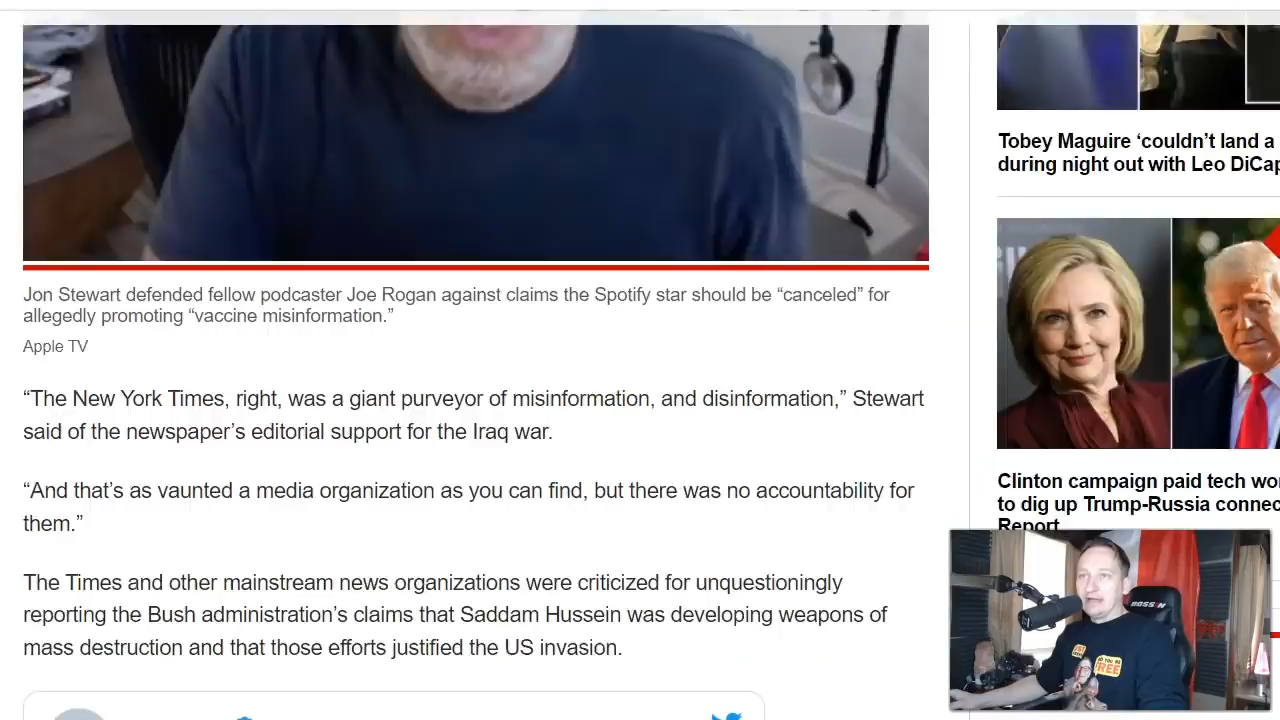 Jon Stewart defended fellow podcaster Joe Rogan against claims the Spotify star should be “canceled” for
allegedly promoting “vaccine misinformation.”
Apple TV
“The New York Times, right, was a giant purveyor of misinformation, and disinformation,” Stewart
said of the newspaper’s editorial support for the Iraq war.
“And that’s as vaunted a media organization as you can find, but there was no accountability for
them.”
The Times and other mainstream news organizations were criticized for unquestioningly
reporting the Bush administration’s claims that Saddam Hussein was developing weapons of
mass destruction and that those efforts justified the US invasion.
Tobey Maguire ‘couldn’t land a
during night out with Leo DiCap
Clinton campaign paid tech wo
to dig up Trump-Russia connec
Report
FREE